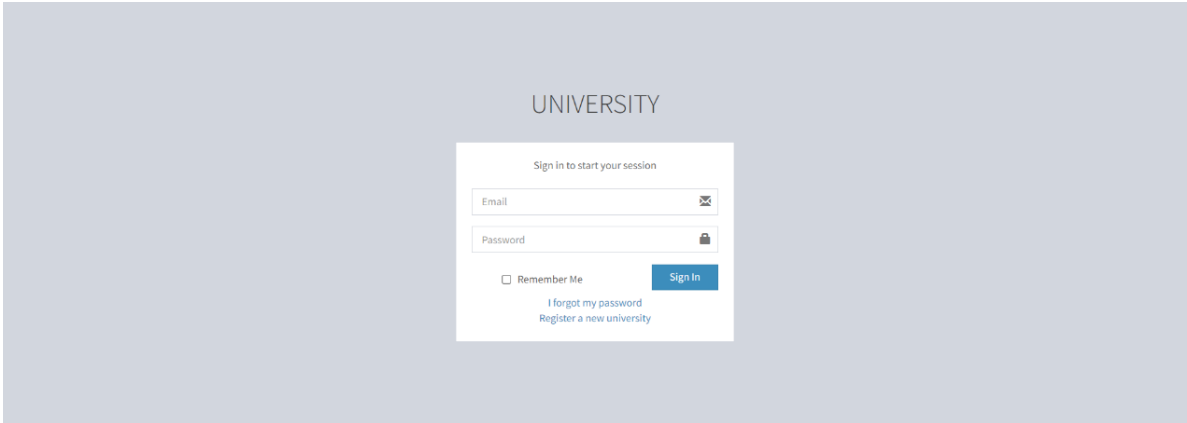 UNIVERSITY
Sign in to start your session
Email
Password
Remember Me
Sign In
I forgot my password
Register a new university